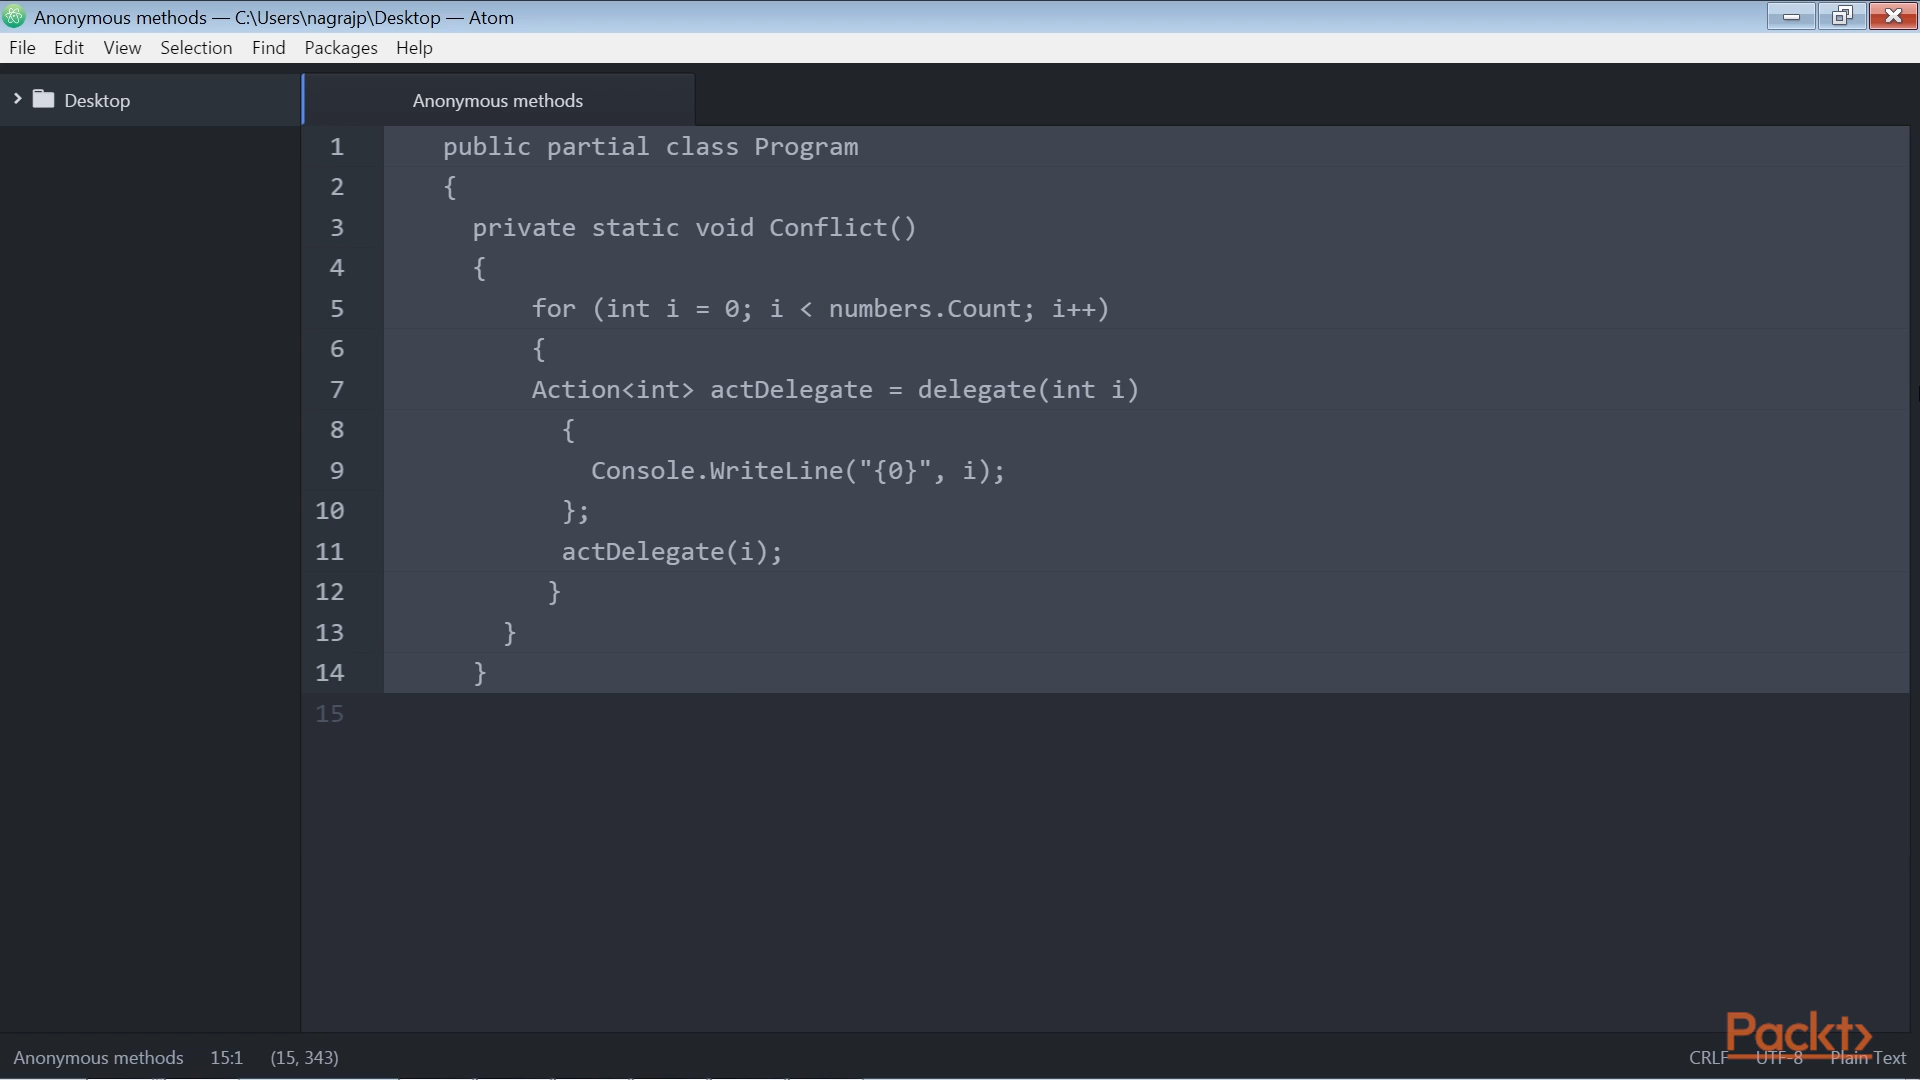 Anonymous methods — C:\Users\nagrajp\Desktop — Atom
File Edit View Selection Find Packages Help
Desktop
Anonymous methods
1 public partial class Program
2 {
3 private static void Conflict()
4 {
5 for (int i = 0; i < numbers.Count; i++)
6 {
7 Action<int> actDelegate = delegate(int i)
8 {
9 Console.WriteLine("{0}", i);
10 };
11 actDelegate(i);
12 }
13 }
14 }
15
Packt>
Anonymous methods 15:1 (15, 343) CRLF UTF-8 Plain Text